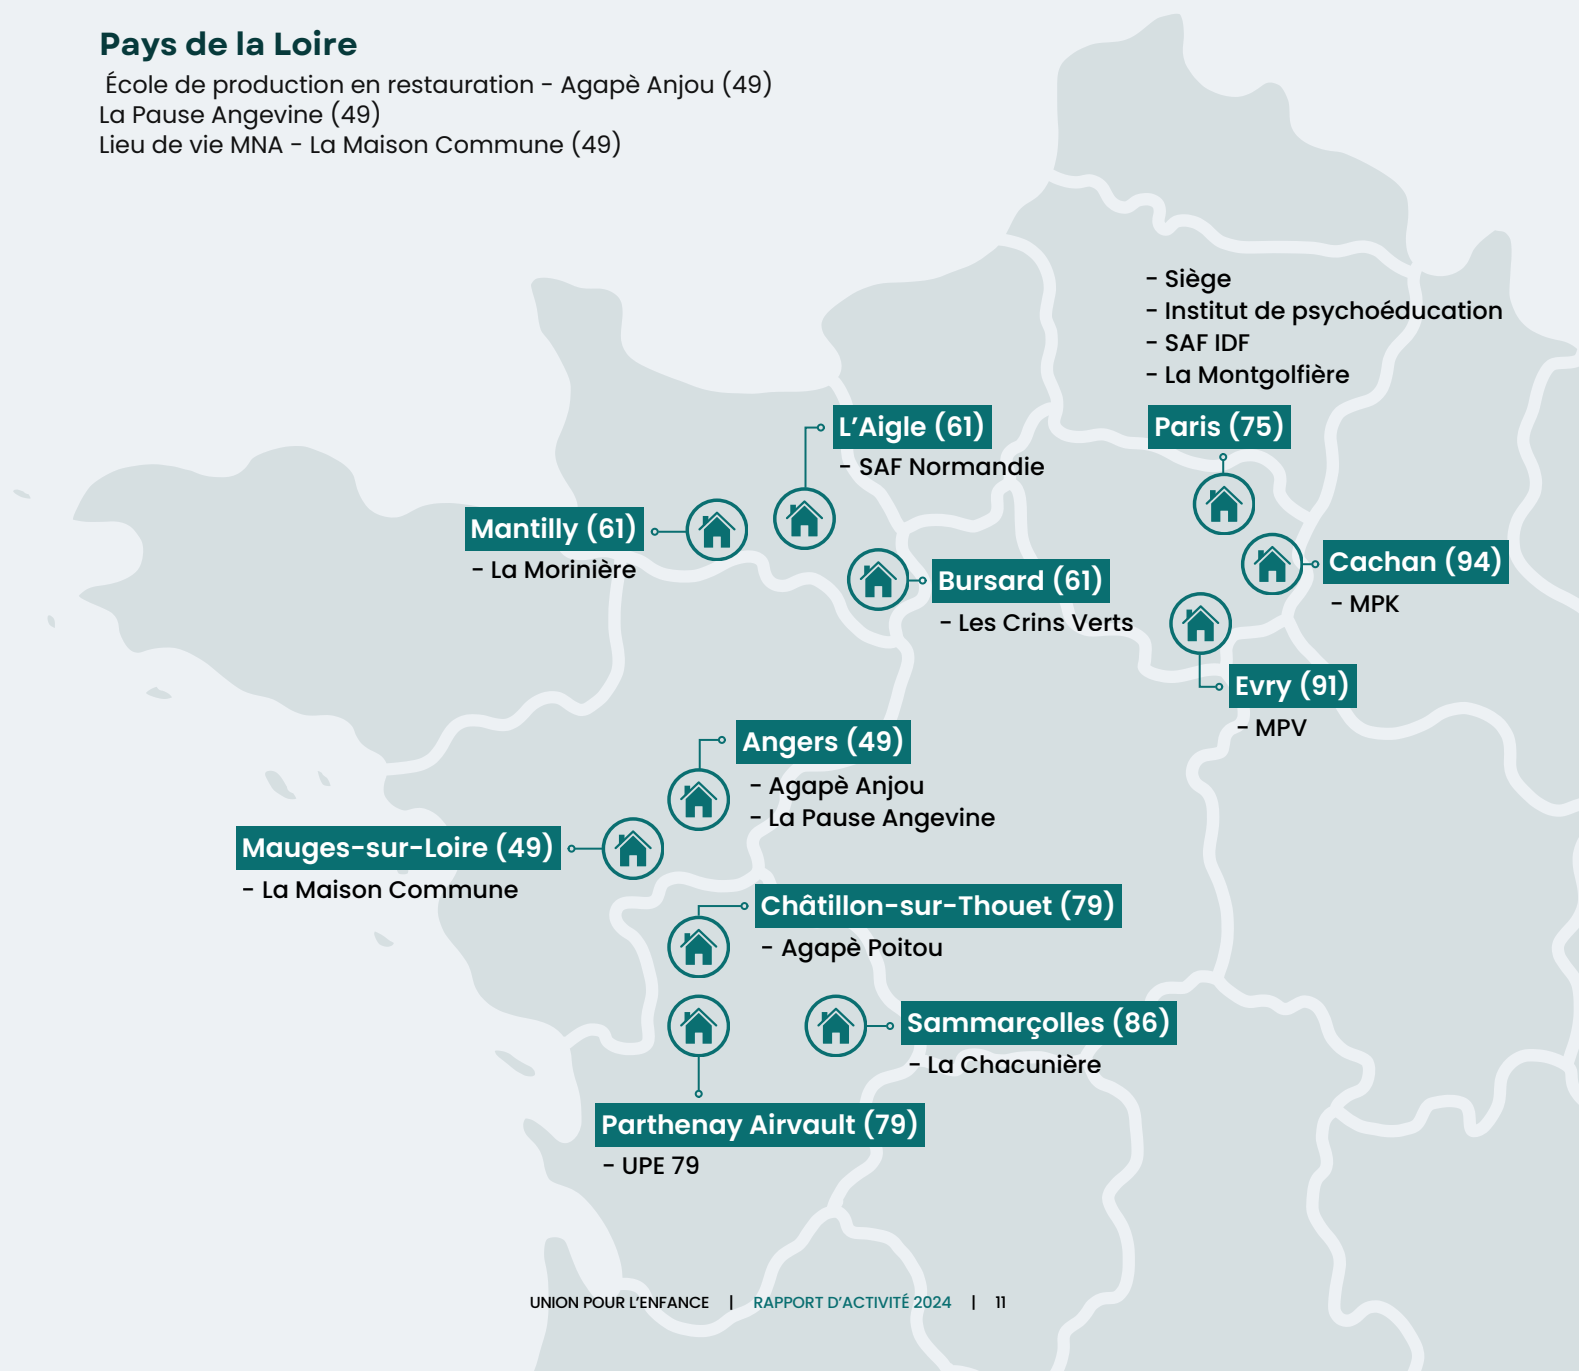 Pays de la Loire
École de production en restauration - Agapè Anjou (49)
La Pause Angevine (49)
Lieu de vie MNA - La Maison Commune (49)
- Siège
- Institut de psychoéducation
- SAF IDF
- La Montgolfière
Paris (75)
L'Aigle (61)
- SAF Normandie
Mantilly (61)
- La Morinière
Bursard (61)
- Les Crins Verts
Cachan (94)
- MPK
Evry (91)
- MPV
Angers (49)
- Agapè Anjou
- La Pause Angevine
Mauges-sur-Loire (49)
- La Maison Commune
Châtillon-sur-Thouet (79)
- Agapè Poitou
Sammarçolles (86)
- La Chacunière
Parthenay Airvault (79)
- UPE 79
UNION POUR L'ENFANCE | RAPPORT D'ACTIVITÉ 2024 | 11